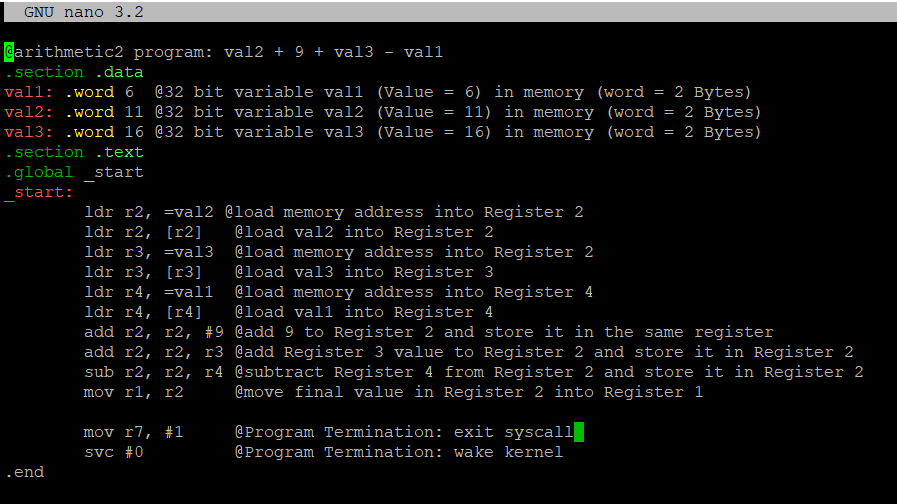 GNU nano 3.2
@arithmetic2 program: val2 + 9 + val3 - val1
.section .data
val1: .word 6  @32 bit variable val1 (Value = 6) in memory (word = 2 Bytes)
val2: .word 11 @32 bit variable val2 (Value = 11) in memory (word = 2 Bytes)
val3: .word 16 @32 bit variable val3 (Value = 16) in memory (word = 2 Bytes)
.section .text
.global _start
_start:
        ldr r2, =val2 @load memory address into Register 2
        ldr r2, [r2]   @load val2 into Register 2
        ldr r3, =val3  @load memory address into Register 2
        ldr r3, [r3]   @load val3 into Register 3
        ldr r4, =val1  @load memory address into Register 4
        ldr r4, [r4]   @load val1 into Register 4
        add r2, r2, #9 @add 9 to Register 2 and store it in the same register
        add r2, r2, r3 @add Register 3 value to Register 2 and store it in Register 2
        sub r2, r2, r4 @subtract Register 4 from Register 2 and store it in Register 2
        mov r1, r2     @move final value in Register 2 into Register 1
        mov r7, #1     @Program Termination: exit syscall
        svc #0         @Program Termination: wake kernel
.end